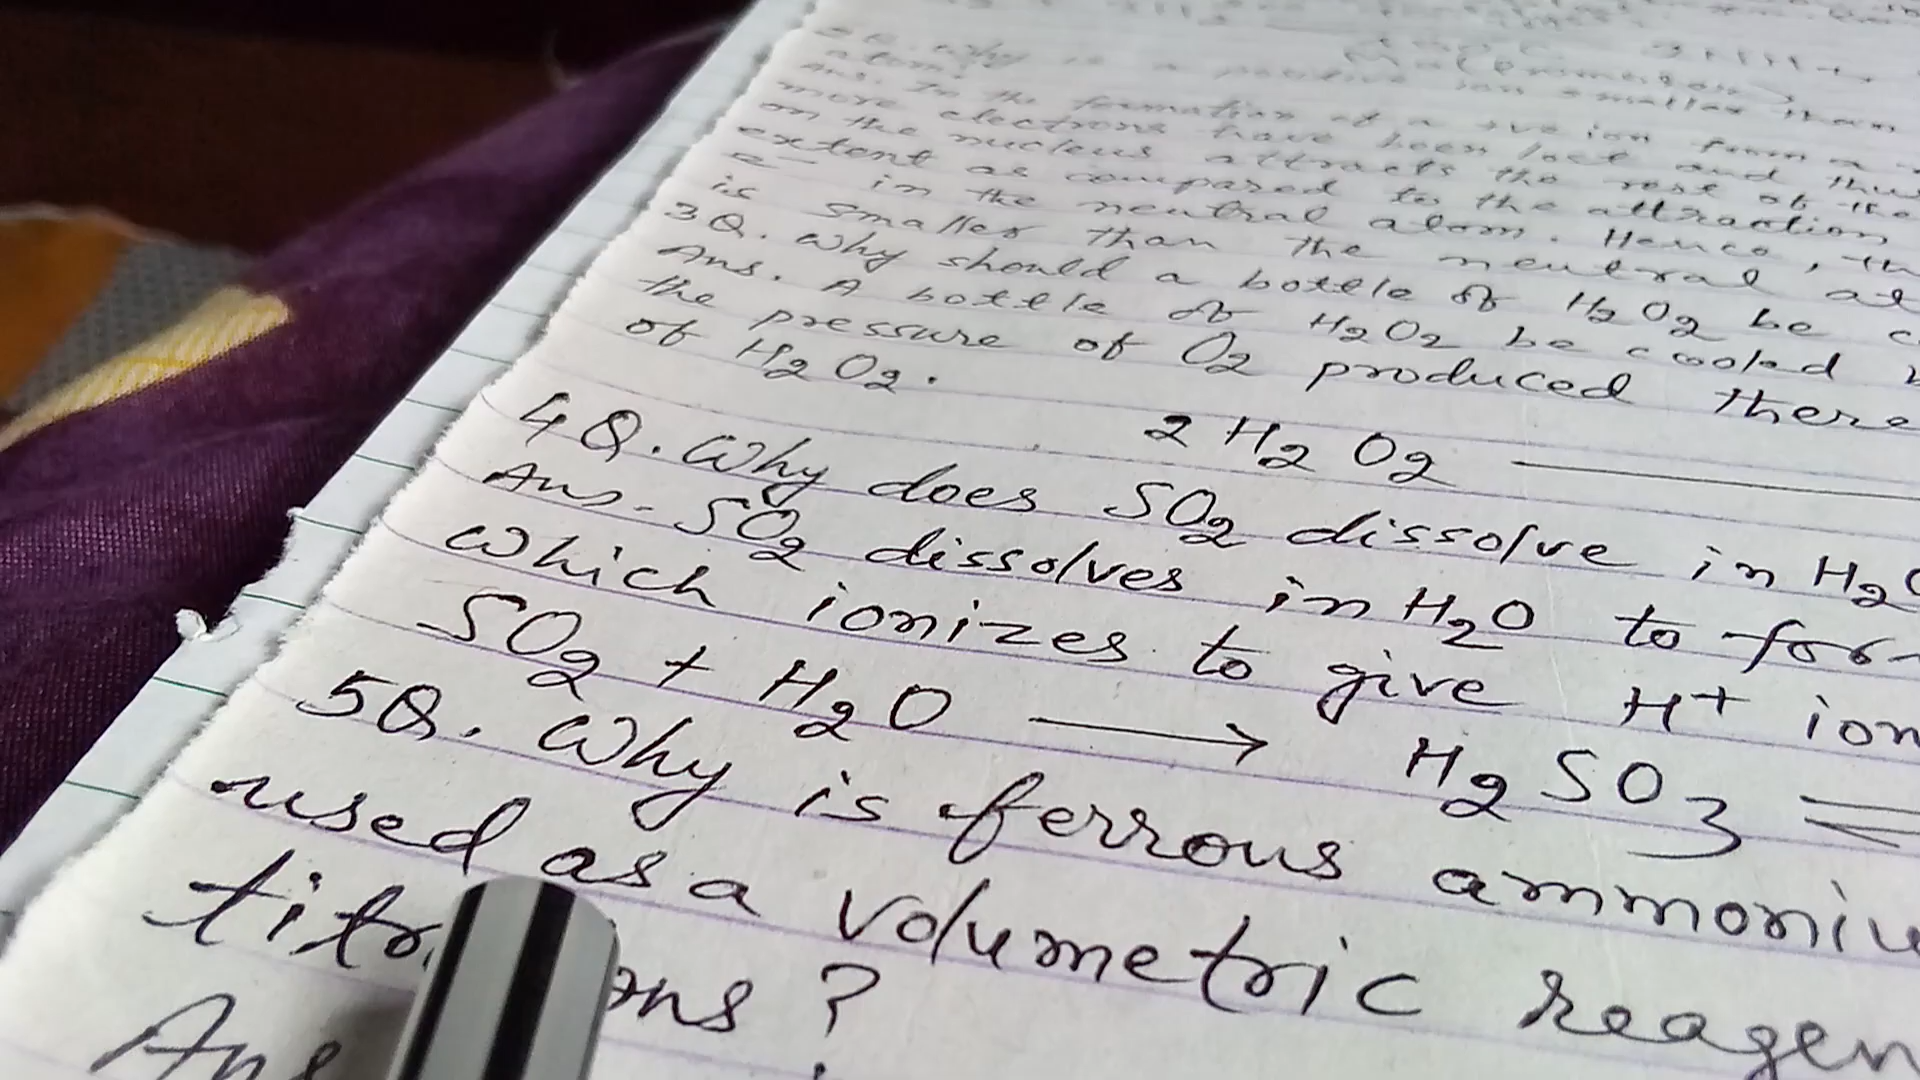 atom?
Ans. In the formation of a +ve ion from a
more electrons have been lost and thus
on the nucleus attracts the rest of the
extent as compared to the attraction
e- in the neutral atom. Hence, th
is smaller than the neutral at
3Q. Why should a bottle of H2O2 be c
Ans. A bottle of H2O2 be cooled
the pressure of O2 produced there
of H2O2.
2H2O2
4Q. Why does SO2 dissolve in H2O
Ans. SO2 dissolves in H2O to for
which ionizes to give H+ ion
SO2 + H2O → H2SO3 ⇌
5Q. Why is ferrous ammoniu
used as a volumetric reagen
titr ons?
Ans